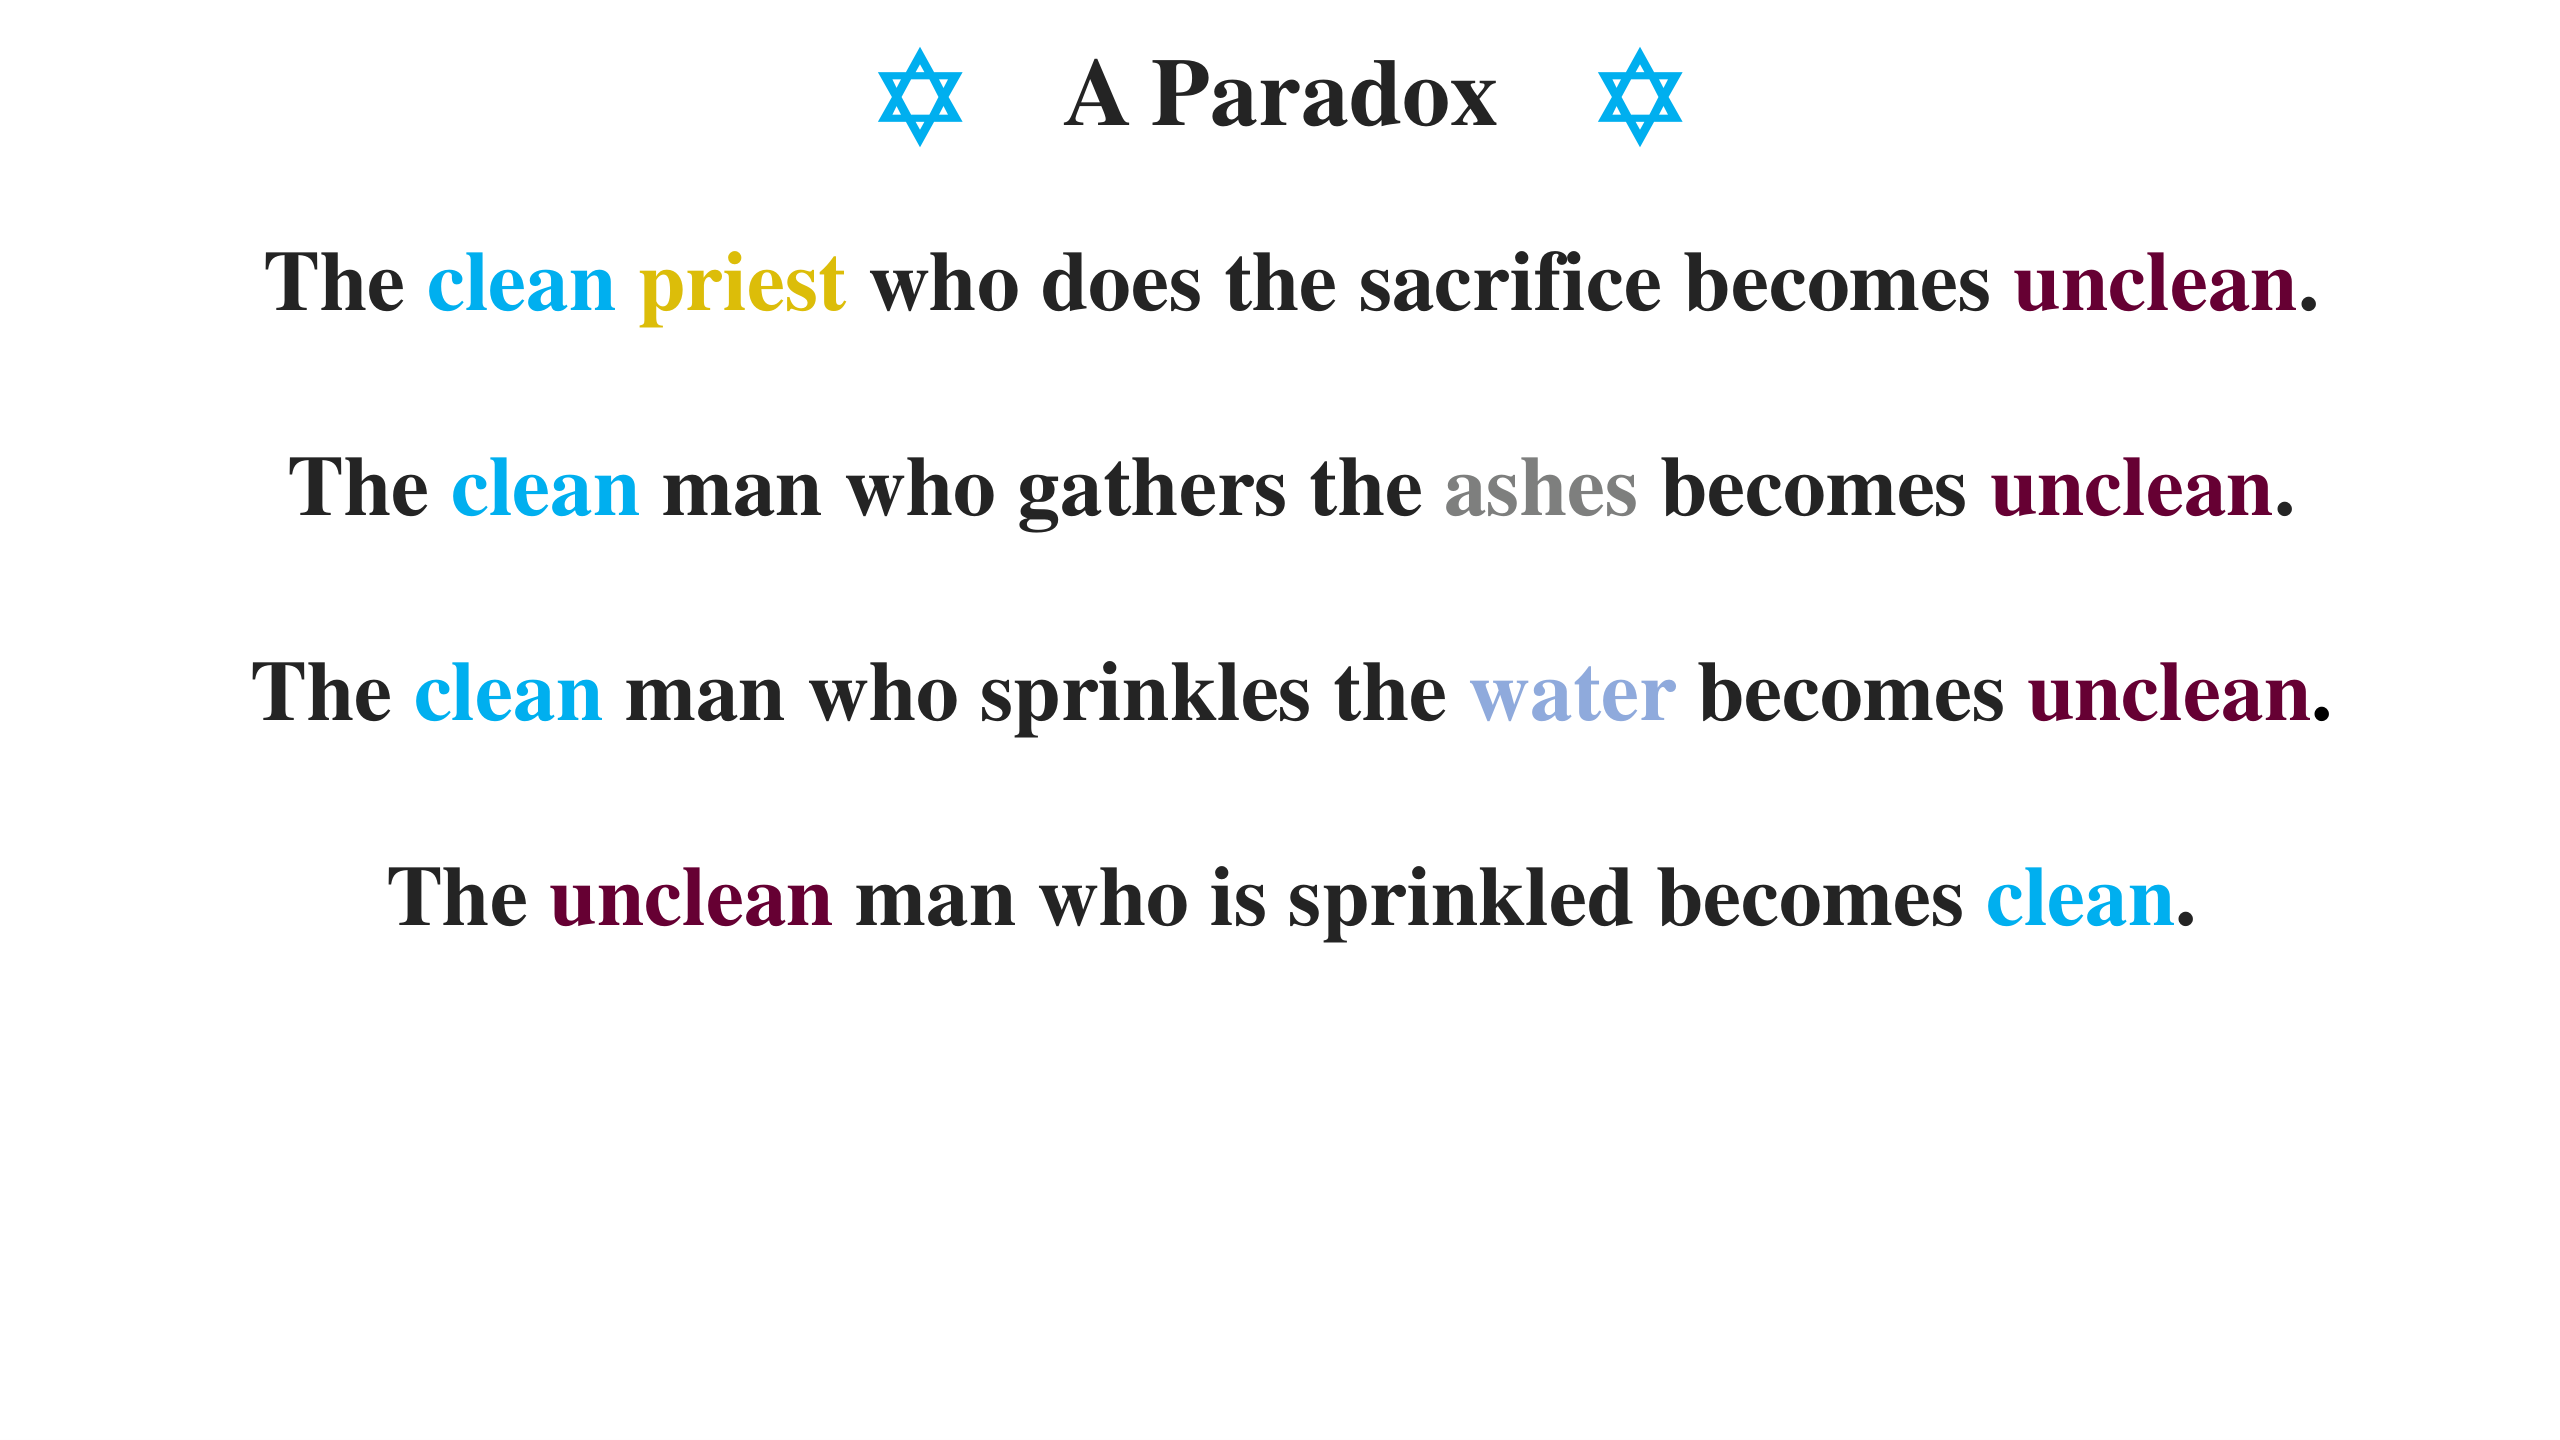 ✡ A Paradox ✡
The clean priest who does the sacrifice becomes unclean.
The clean man who gathers the ashes becomes unclean.
The clean man who sprinkles the water becomes unclean.
The unclean man who is sprinkled becomes clean.